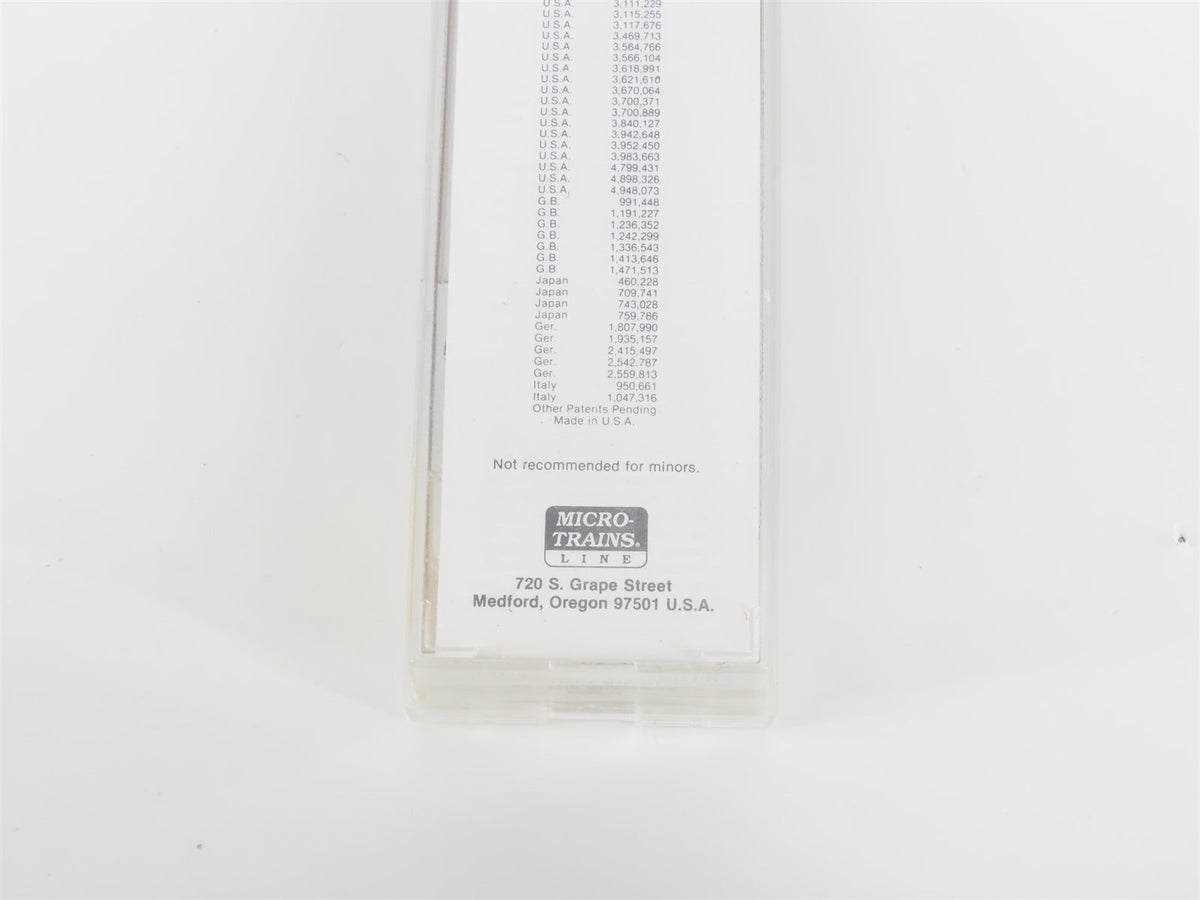 U.S.A. 3,111,229
U.S.A. 3,115,255
U.S.A. 3,117,676
U.S.A. 3,469,713
U.S.A. 3,564,766
U.S.A. 3,566,104
U.S.A. 3,618,991
U.S.A. 3,621,610
U.S.A. 3,670,064
U.S.A. 3,700,371
U.S.A. 3,700,889
U.S.A. 3,840,127
U.S.A. 3,942,648
U.S.A. 3,952,450
U.S.A. 3,983,663
U.S.A. 4,799,431
U.S.A. 4,898,326
U.S.A. 4,948,073
G.B. 991,448
G.B. 1,191,227
G.B. 1,236,352
G.B. 1,242,299
G.B. 1,336,543
G.B. 1,413,646
G.B. 1,471,513
Japan 460,228
Japan 709,741
Japan 743,028
Japan 759,786
Ger. 1,807,990
Ger. 1,935,157
Ger. 2,415,497
Ger. 2,542,787
Ger. 2,559,813
Italy 950,661
Italy 1,047,316
Other Patents Pending
Made in U.S.A.
Not recommended for minors.
MICRO-
TRAINS®
LINE
720 S. Grape Street
Medford, Oregon 97501 U.S.A.